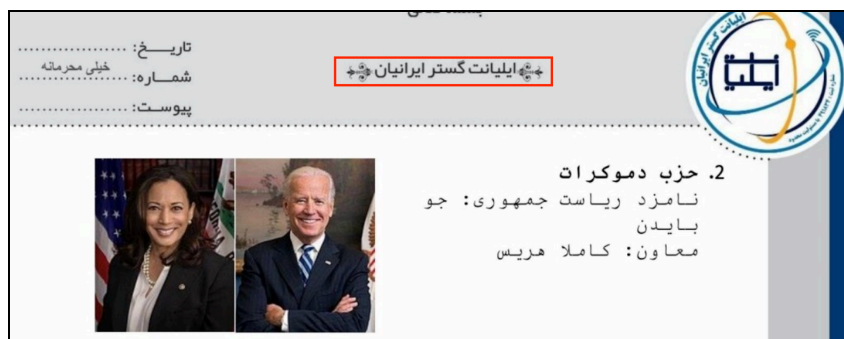 تاریـــخ: ....................
شمــاره: خیلی محرمانه
پیوسـت: ....................
ایلیانت گستر ایرانیان
ایلیانت گستر ایرانیان
ایلیا
2. حزب دموکرات
نامزد ریاست جمهوری: جو
بایدن
معاون: کاملا هریس